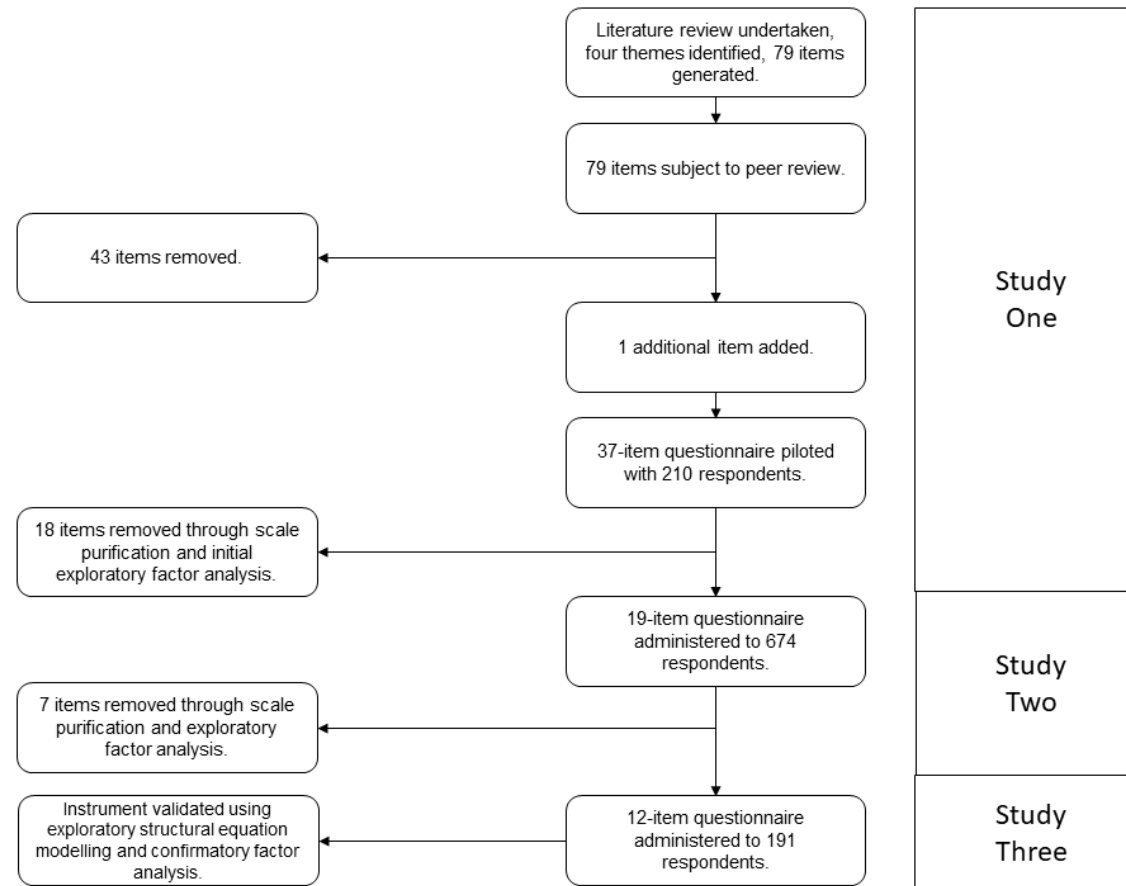 Literature review undertaken,
four themes identified, 79 items
generated.
79 items subject to peer review.
43 items removed.
1 additional item added.
37-item questionnaire piloted
with 210 respondents.
18 items removed through scale
purification and initial
exploratory factor analysis.
Study
One
19-item questionnaire
administered to 674
respondents.
7 items removed through scale
purification and exploratory
factor analysis.
Study
Two
12-item questionnaire
administered to 191
respondents.
Instrument validated using
exploratory structural equation
modelling and confirmatory factor
analysis.
Study
Three